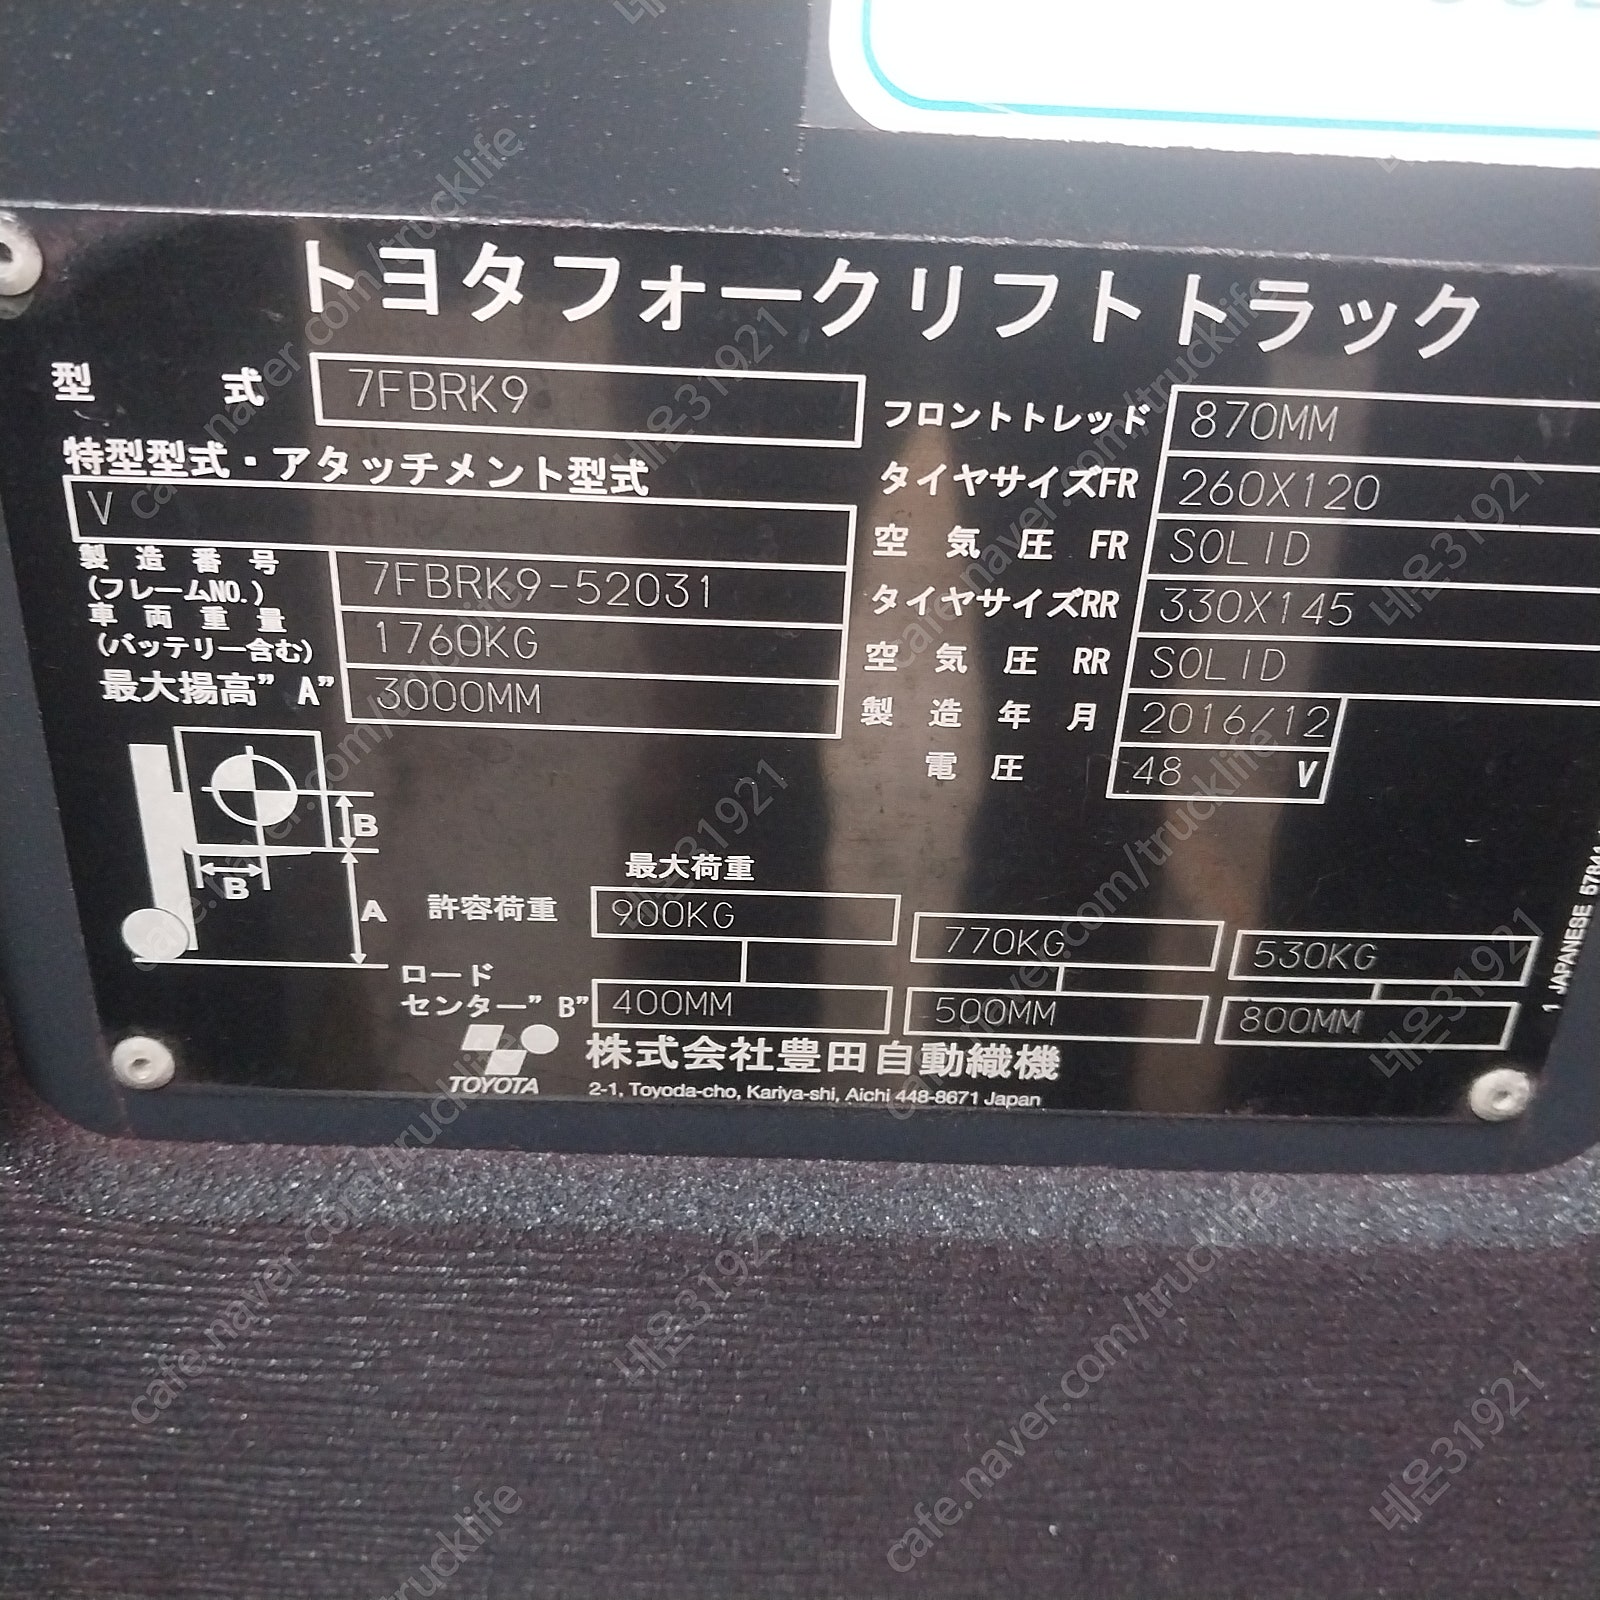 トヨタフォークリフトトラック
型 式 7FBRK9
特型型式・アタッチメント型式
V
製造番号
(フレームNO.) 7FBRK9-52031
車両重量
(バッテリー含む) 1760KG
最大揚高"A" 3000MM
フロントトレッド 870MM
タイヤサイズFR 260X120
空気圧 FR SOLID
タイヤサイズRR 330X145
空気圧 RR SOLID
製造年月 2016/12
電圧 48 V
B
B
A
最大荷重
許容荷重 900KG 770KG 530KG
ロード
センター"B" 400MM 500MM 800MM
TOYOTA
株式会社豊田自動織機
2-1, Toyoda-cho, Kariya-shi, Aichi 448-8671 Japan
1 JAPANESE
cafe.naver.com/trucklife
네온31921